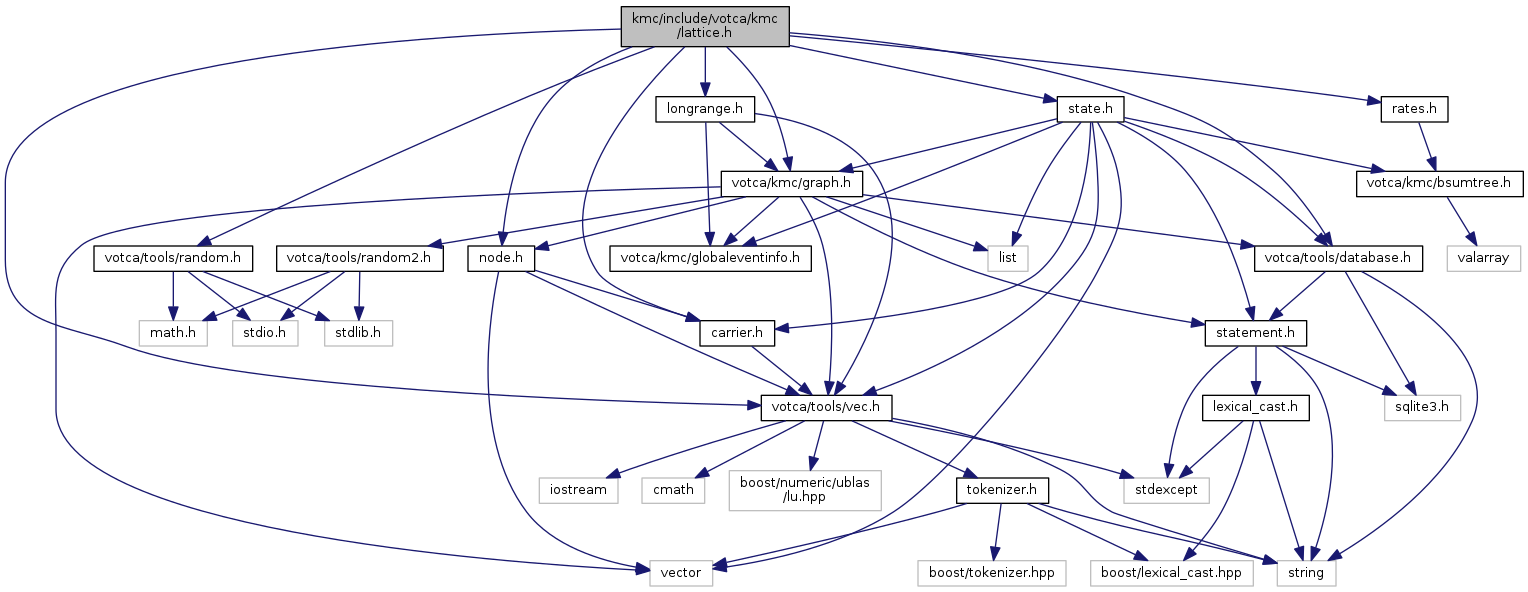 kmc/include/votca/kmc
/lattice.h
longrange.h
state.h
rates.h
votca/kmc/graph.h
votca/kmc/bsumtree.h
votca/tools/random.h
votca/tools/random2.h
node.h
votca/kmc/globaleventinfo.h
list
votca/tools/database.h
valarray
math.h
stdio.h
stdlib.h
carrier.h
statement.h
votca/tools/vec.h
lexical_cast.h
sqlite3.h
iostream
cmath
boost/numeric/ublas
/lu.hpp
tokenizer.h
stdexcept
vector
boost/tokenizer.hpp
boost/lexical_cast.hpp
string